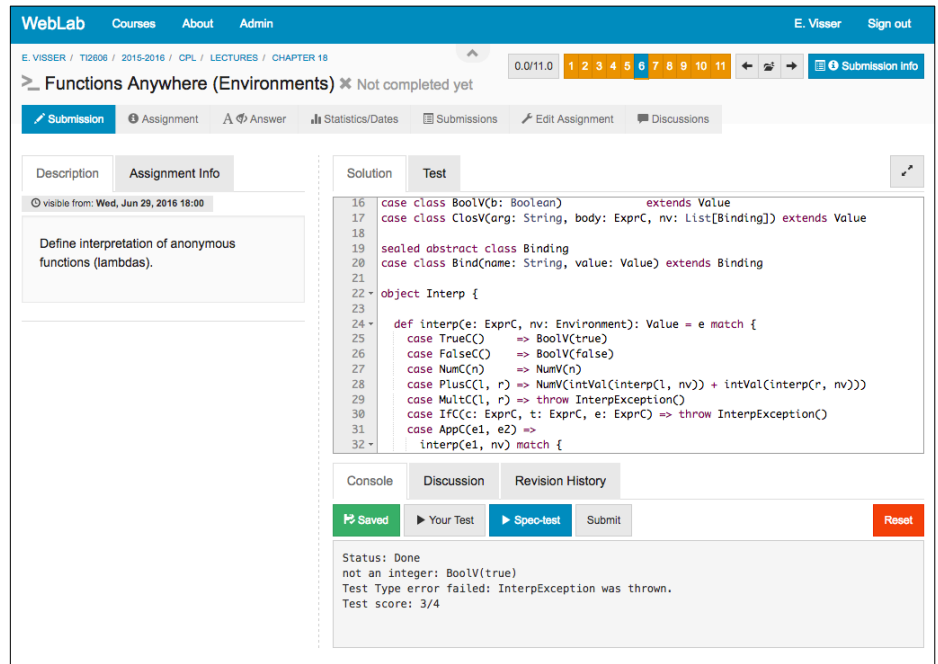 WebLab Courses About Admin E. Visser Sign out
E. VISSER / TI2606 / 2015-2016 / CPL / LECTURES / CHAPTER 18
Functions Anywhere (Environments) Not completed yet
0.0/11.0 1 2 3 4 5 6 7 8 9 10 11 Submission Info
Submission Assignment Answer Statistics/Dates Submissions Edit Assignment Discussions
Description Assignment Info
visible from: Wed, Jun 29, 2016 18:00
Define interpretation of anonymous
functions (lambdas).
Solution Test
16 case class BoolV(b: Boolean) extends Value
17 case class ClosV(arg: String, body: ExprC, nv: List[Binding]) extends Value
18
19 sealed abstract class Binding
20 case class Bind(name: String, value: Value) extends Binding
21
22 object Interp {
23
24 def interp(e: ExprC, nv: Environment): Value = e match {
25 case TrueC() => BoolV(true)
26 case FalseC() => BoolV(false)
27 case NumC(n) => NumV(n)
28 case PlusC(l, r) => NumV(intVal(interp(l, nv)) + intVal(interp(r, nv)))
29 case MultC(l, r) => throw InterpException()
30 case IfC(c: ExprC, t: ExprC, e: ExprC) => throw InterpException()
31 case AppC(e1, e2) =>
32 interp(e1, nv) match {
Console Discussion Revision History
Saved Your Test Spec-test Submit Reset
Status: Done
not an integer: BoolV(true)
Test Type error failed: InterpException was thrown.
Test score: 3/4